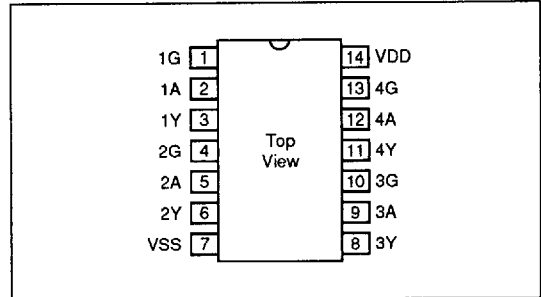 1G 1 14 VDD
1A 2 13 4G
1Y 3 12 4A
2G 4 11 4Y
2A 5 10 3G
2Y 6 9 3A
VSS 7 8 3Y
Top
View